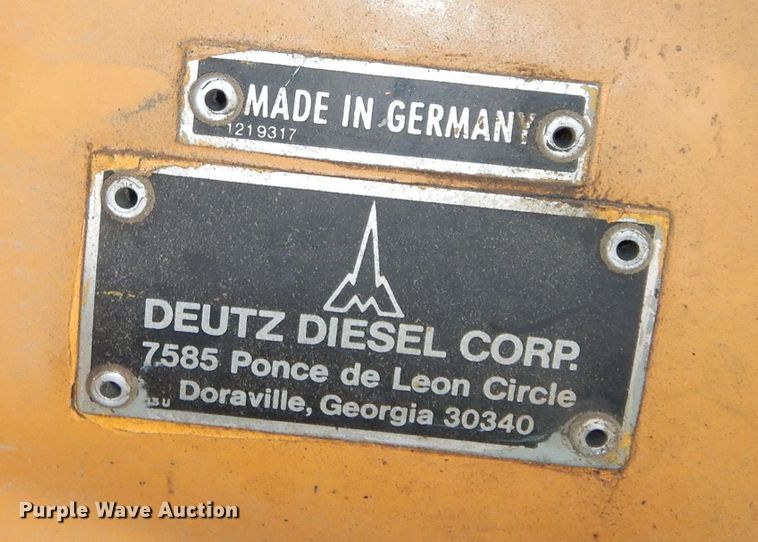 MADE IN GERMANY
1219317
DEUTZ DIESEL CORP.
7585 Ponce de Leon Circle
Doraville, Georgia 30340
Purple Wave Auction